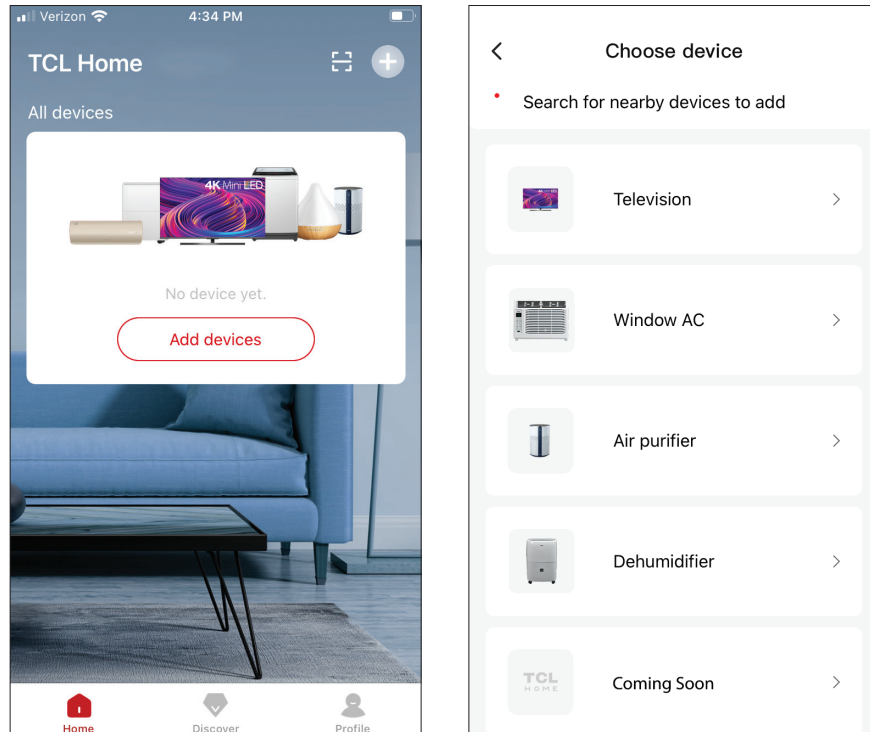 Verizon
4:34 PM
TCL Home
All devices
4K Mini LED
No device yet.
Add devices
Home
Discover
Profile
Choose device
Search for nearby devices to add
Television
Window AC
Air purifier
Dehumidifier
TCL
HOME
Coming Soon